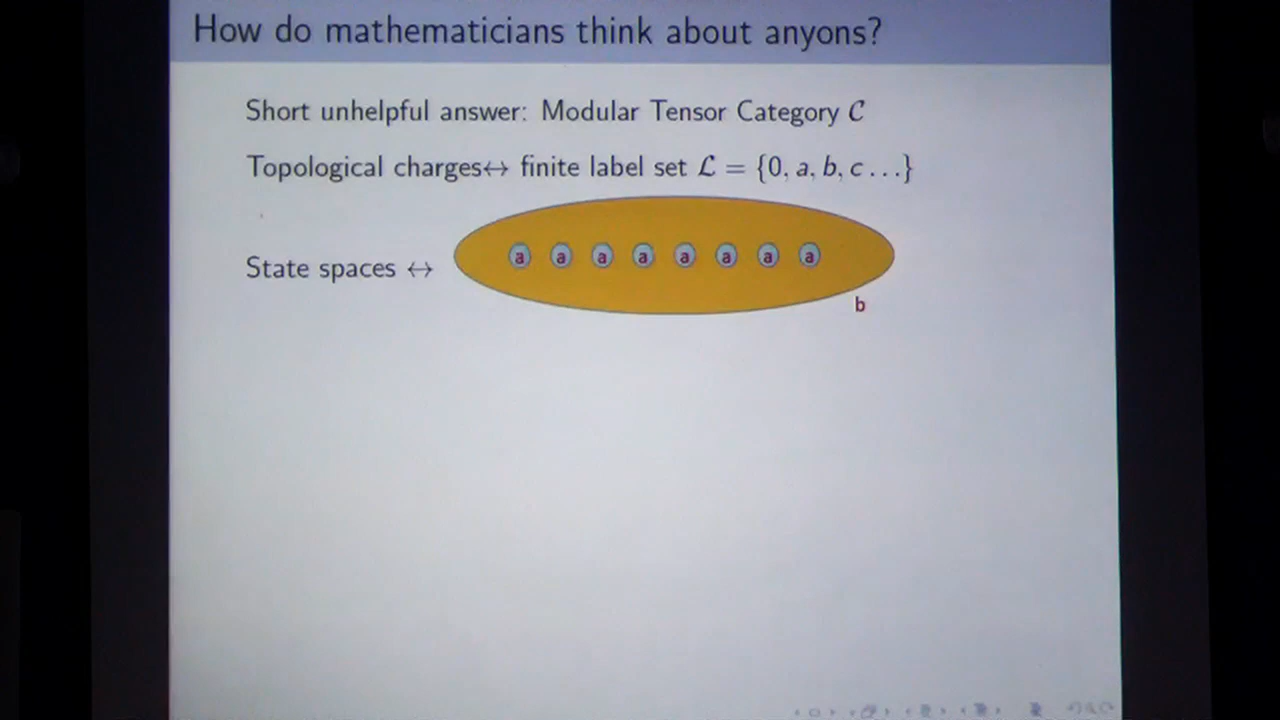 How do mathematicians think about anyons?
Short unhelpful answer: Modular Tensor Category 𝒞
Topological charges↔ finite label set ℒ = {0, a, b, c . . .}
State spaces ↔
a a a a a a a a
b